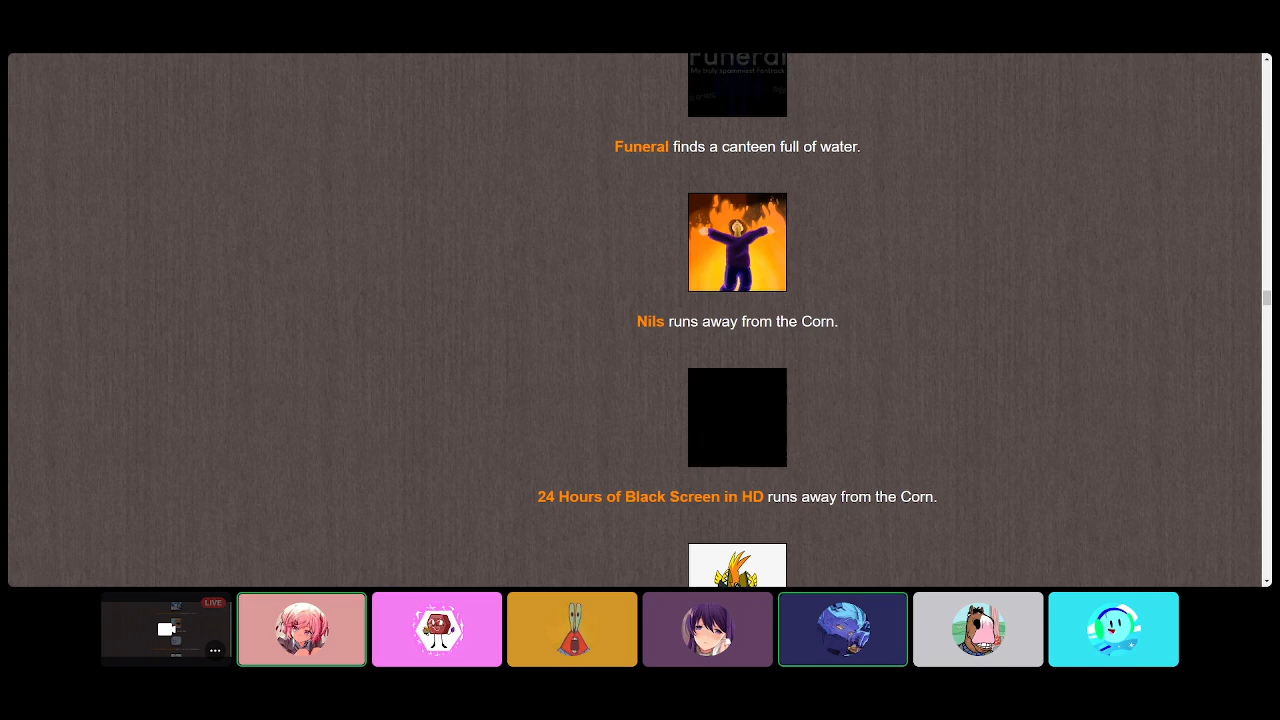 Funeral
My truly spammiest Fantrack
Funeral finds a canteen full of water.
Nils runs away from the Corn.
24 Hours of Black Screen in HD runs away from the Corn.
LIVE